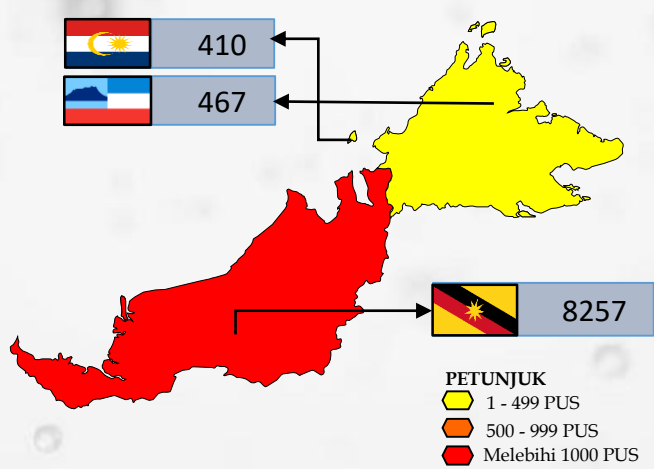 410
467
8257
PETUNJUK
1 - 499 PUS
500 - 999 PUS
Melebihi 1000 PUS